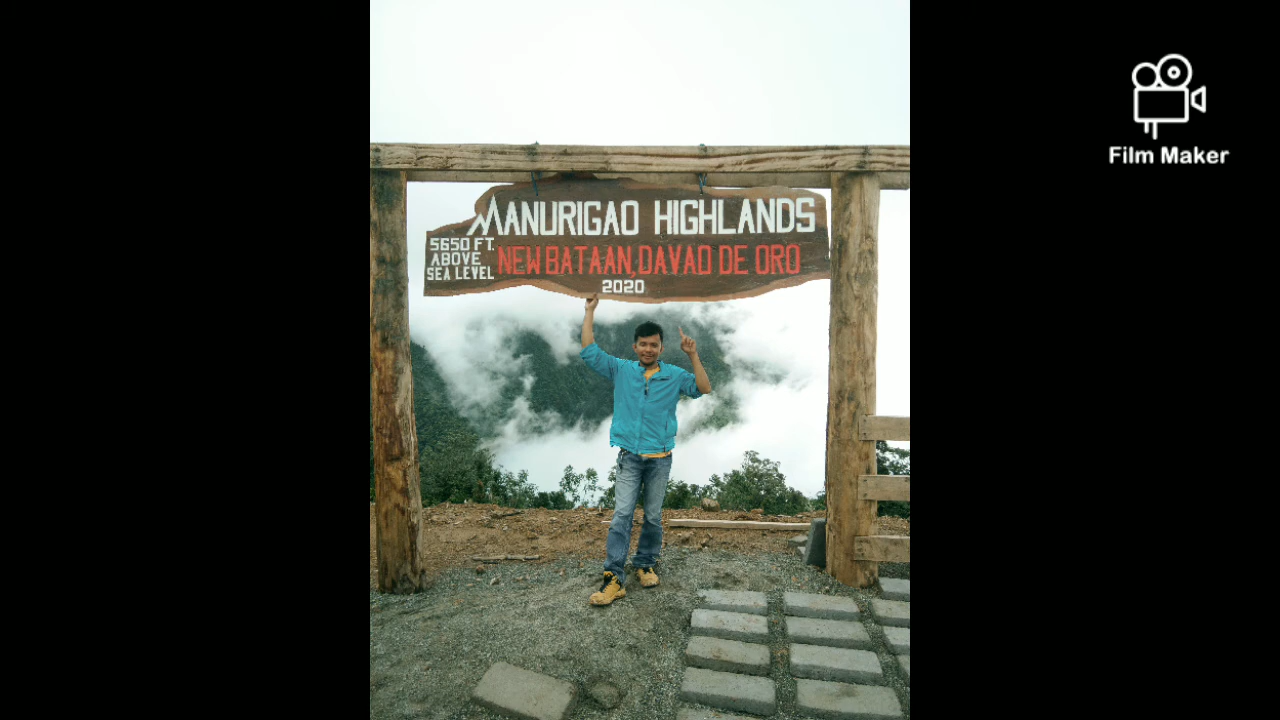 MANURIGAO HIGHLANDS
5650 FT.
ABOVE
SEA LEVEL
NEW BATAAN, DAVAO DE ORO
2020
Film Maker